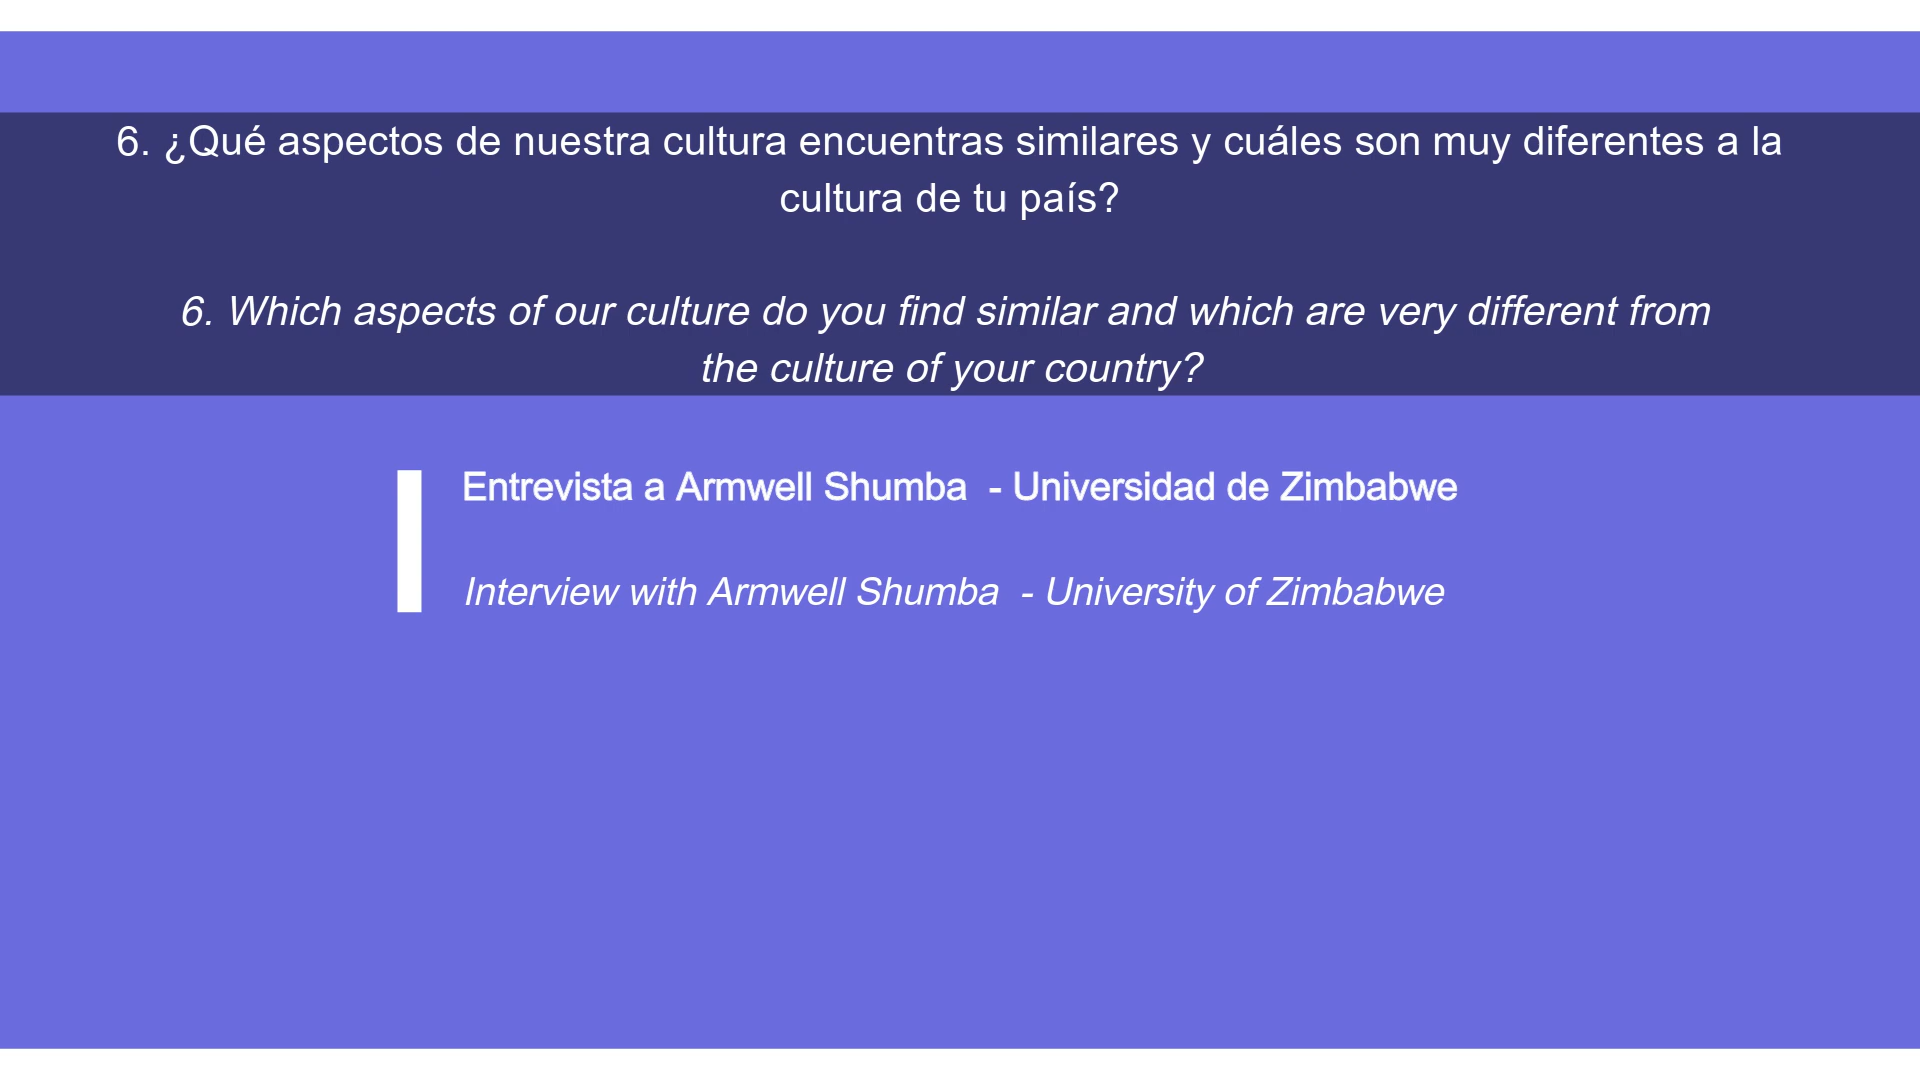 6. ¿Qué aspectos de nuestra cultura encuentras similares y cuáles son muy diferentes a la
cultura de tu país?
6. Which aspects of our culture do you find similar and which are very different from
the culture of your country?
Entrevista a Armwell Shumba - Universidad de Zimbabwe
Interview with Armwell Shumba - University of Zimbabwe